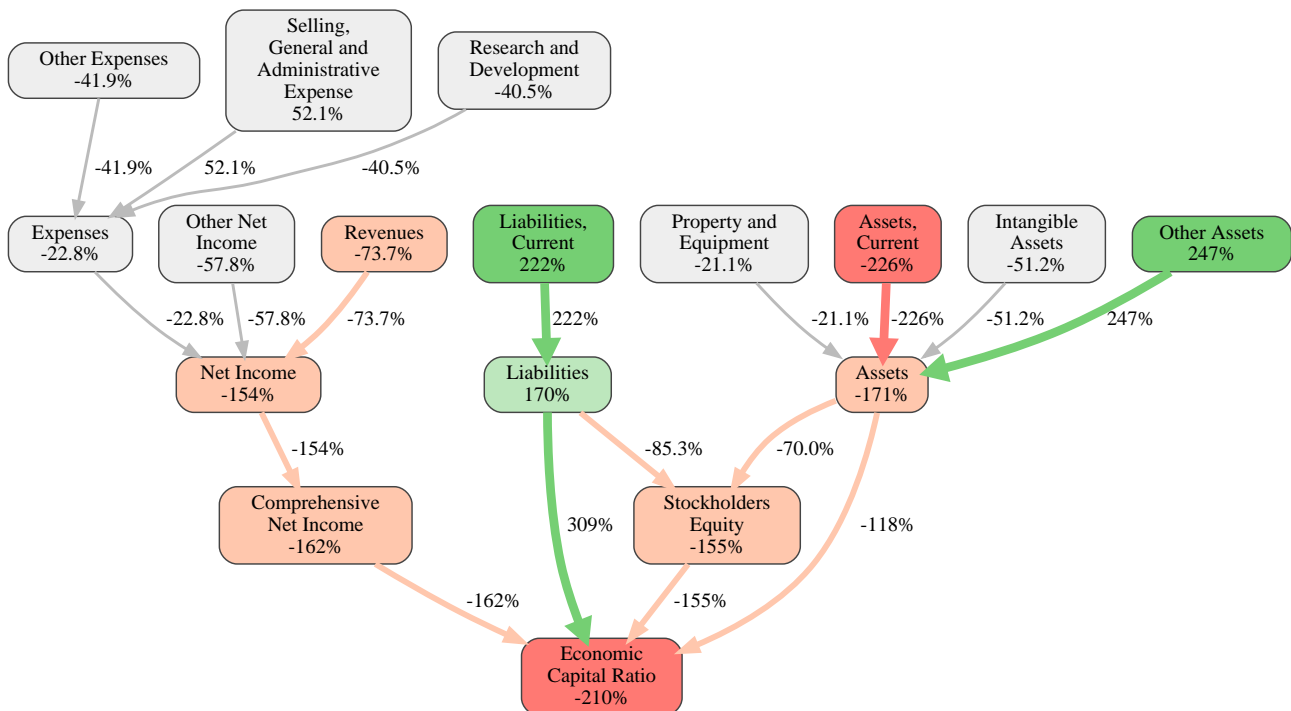 Other Expenses
-41.9%
Selling,
General and
Administrative
Expense
52.1%
Research and
Development
-40.5%
-41.9%
52.1%
-40.5%
Expenses
-22.8%
Other Net
Income
-57.8%
Revenues
-73.7%
Liabilities,
Current
222%
Property and
Equipment
-21.1%
Assets,
Current
-226%
Intangible
Assets
-51.2%
Other Assets
247%
-22.8%
-57.8%
-73.7%
222%
-21.1%
-226%
-51.2%
247%
Net Income
-154%
Liabilities
170%
Assets
-171%
-154%
-85.3%
-70.0%
Comprehensive
Net Income
-162%
309%
Stockholders
Equity
-155%
-118%
-162%
-155%
Economic
Capital Ratio
-210%